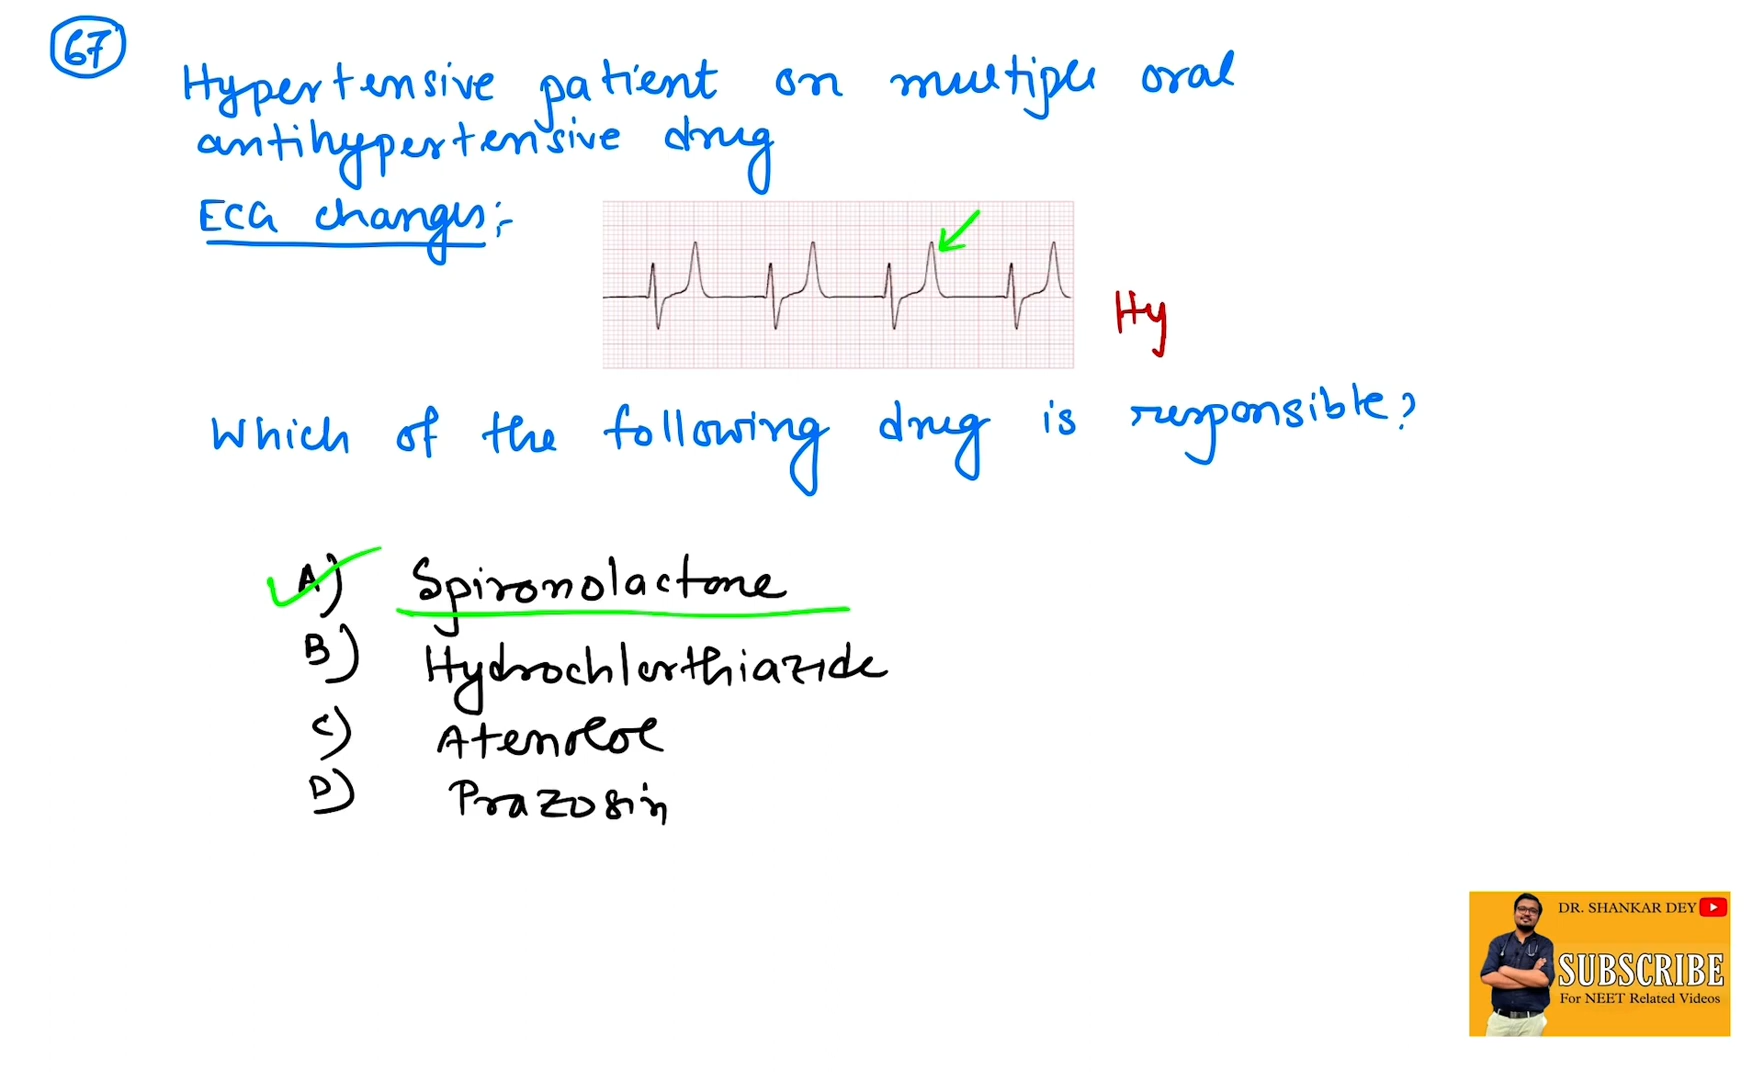 67
Hypertensive patient on multiple oral
antihypertensive drug
ECG changes:-
Hy
Which of the following drug is responsible?
A) Spironolactone
B) Hydrochlorthiazide
C) Atenolol
D) Prazosin
DR. SHANKAR DEY
SUBSCRIBE
For NEET Related Videos